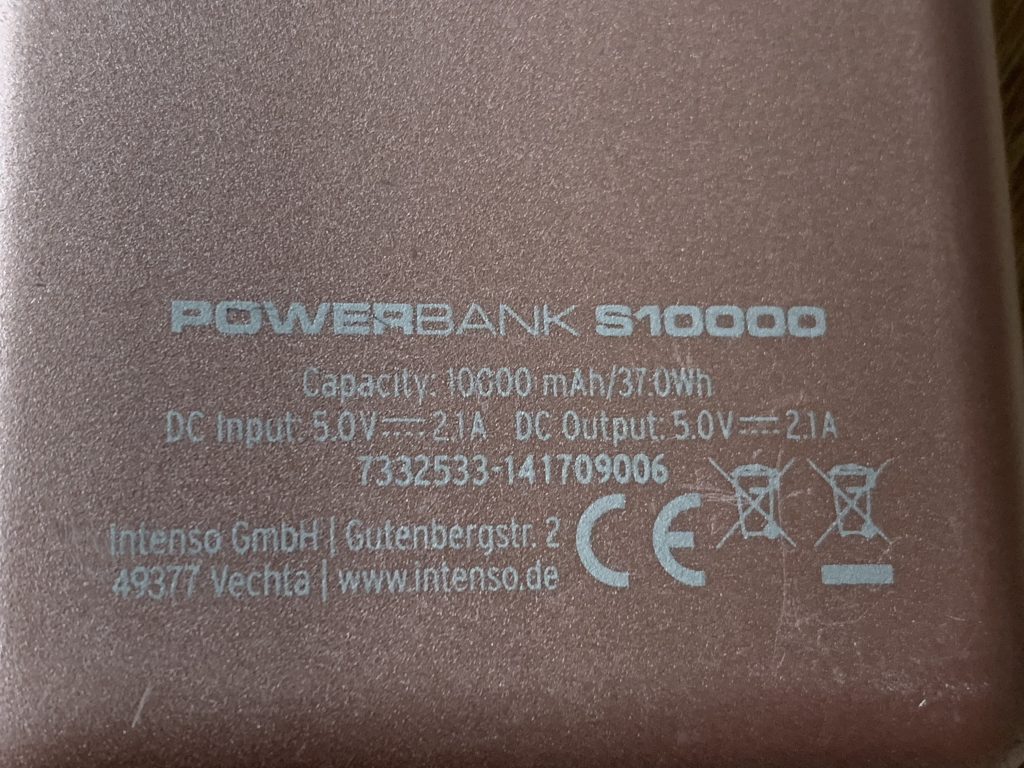 POWERBANK S10000
Capacity: 10000 mAh/37.0Wh
DC Input: 5.0V⎓2.1A DC Output: 5.0V⎓2.1A
7332533-141709006
Intenso GmbH | Gutenbergstr. 2
49377 Vechta | www.intenso.de
CE